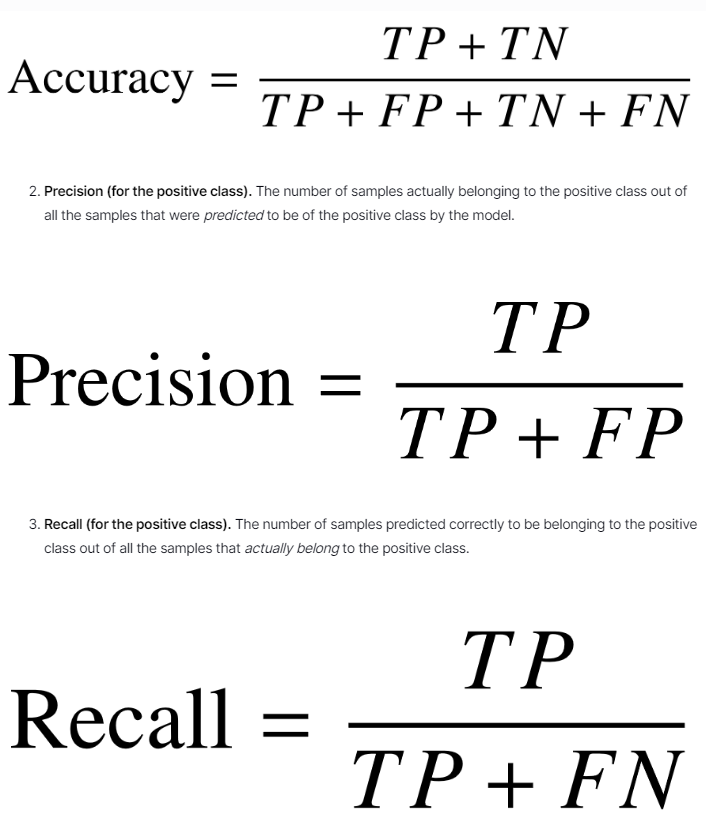 Accuracy = \frac{TP + TN}{TP + FP + TN + FN}
2. Precision (for the positive class). The number of samples actually belonging to the positive class out of
all the samples that were predicted to be of the positive class by the model.
Precision = \frac{TP}{TP + FP}
3. Recall (for the positive class). The number of samples predicted correctly to be belonging to the positive
class out of all the samples that actually belong to the positive class.
Recall = \frac{TP}{TP + FN}